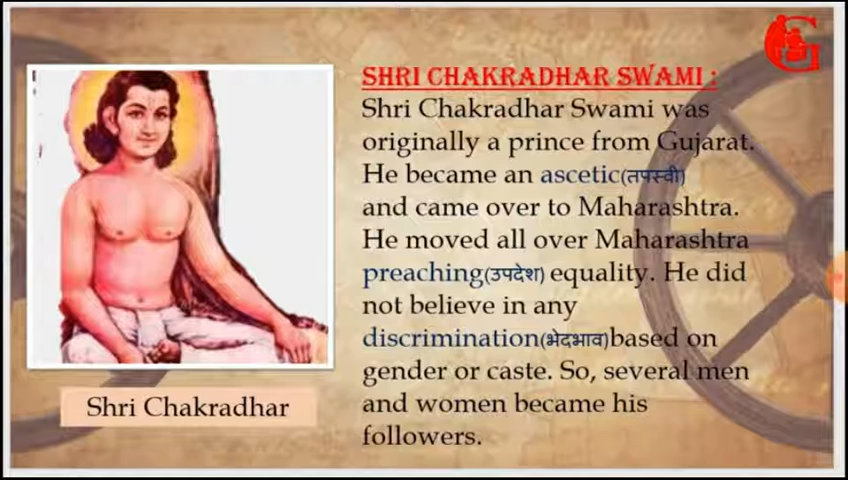 SHRI CHAKRADHAR SWAMI :
Shri Chakradhar Swami was
originally a prince from Gujarat.
He became an ascetic(तपस्वी)
and came over to Maharashtra.
He moved all over Maharashtra
preaching(उपदेश) equality. He did
not believe in any
discrimination(भेदभाव)based on
gender or caste. So, several men
and women became his
followers.
Shri Chakradhar
G